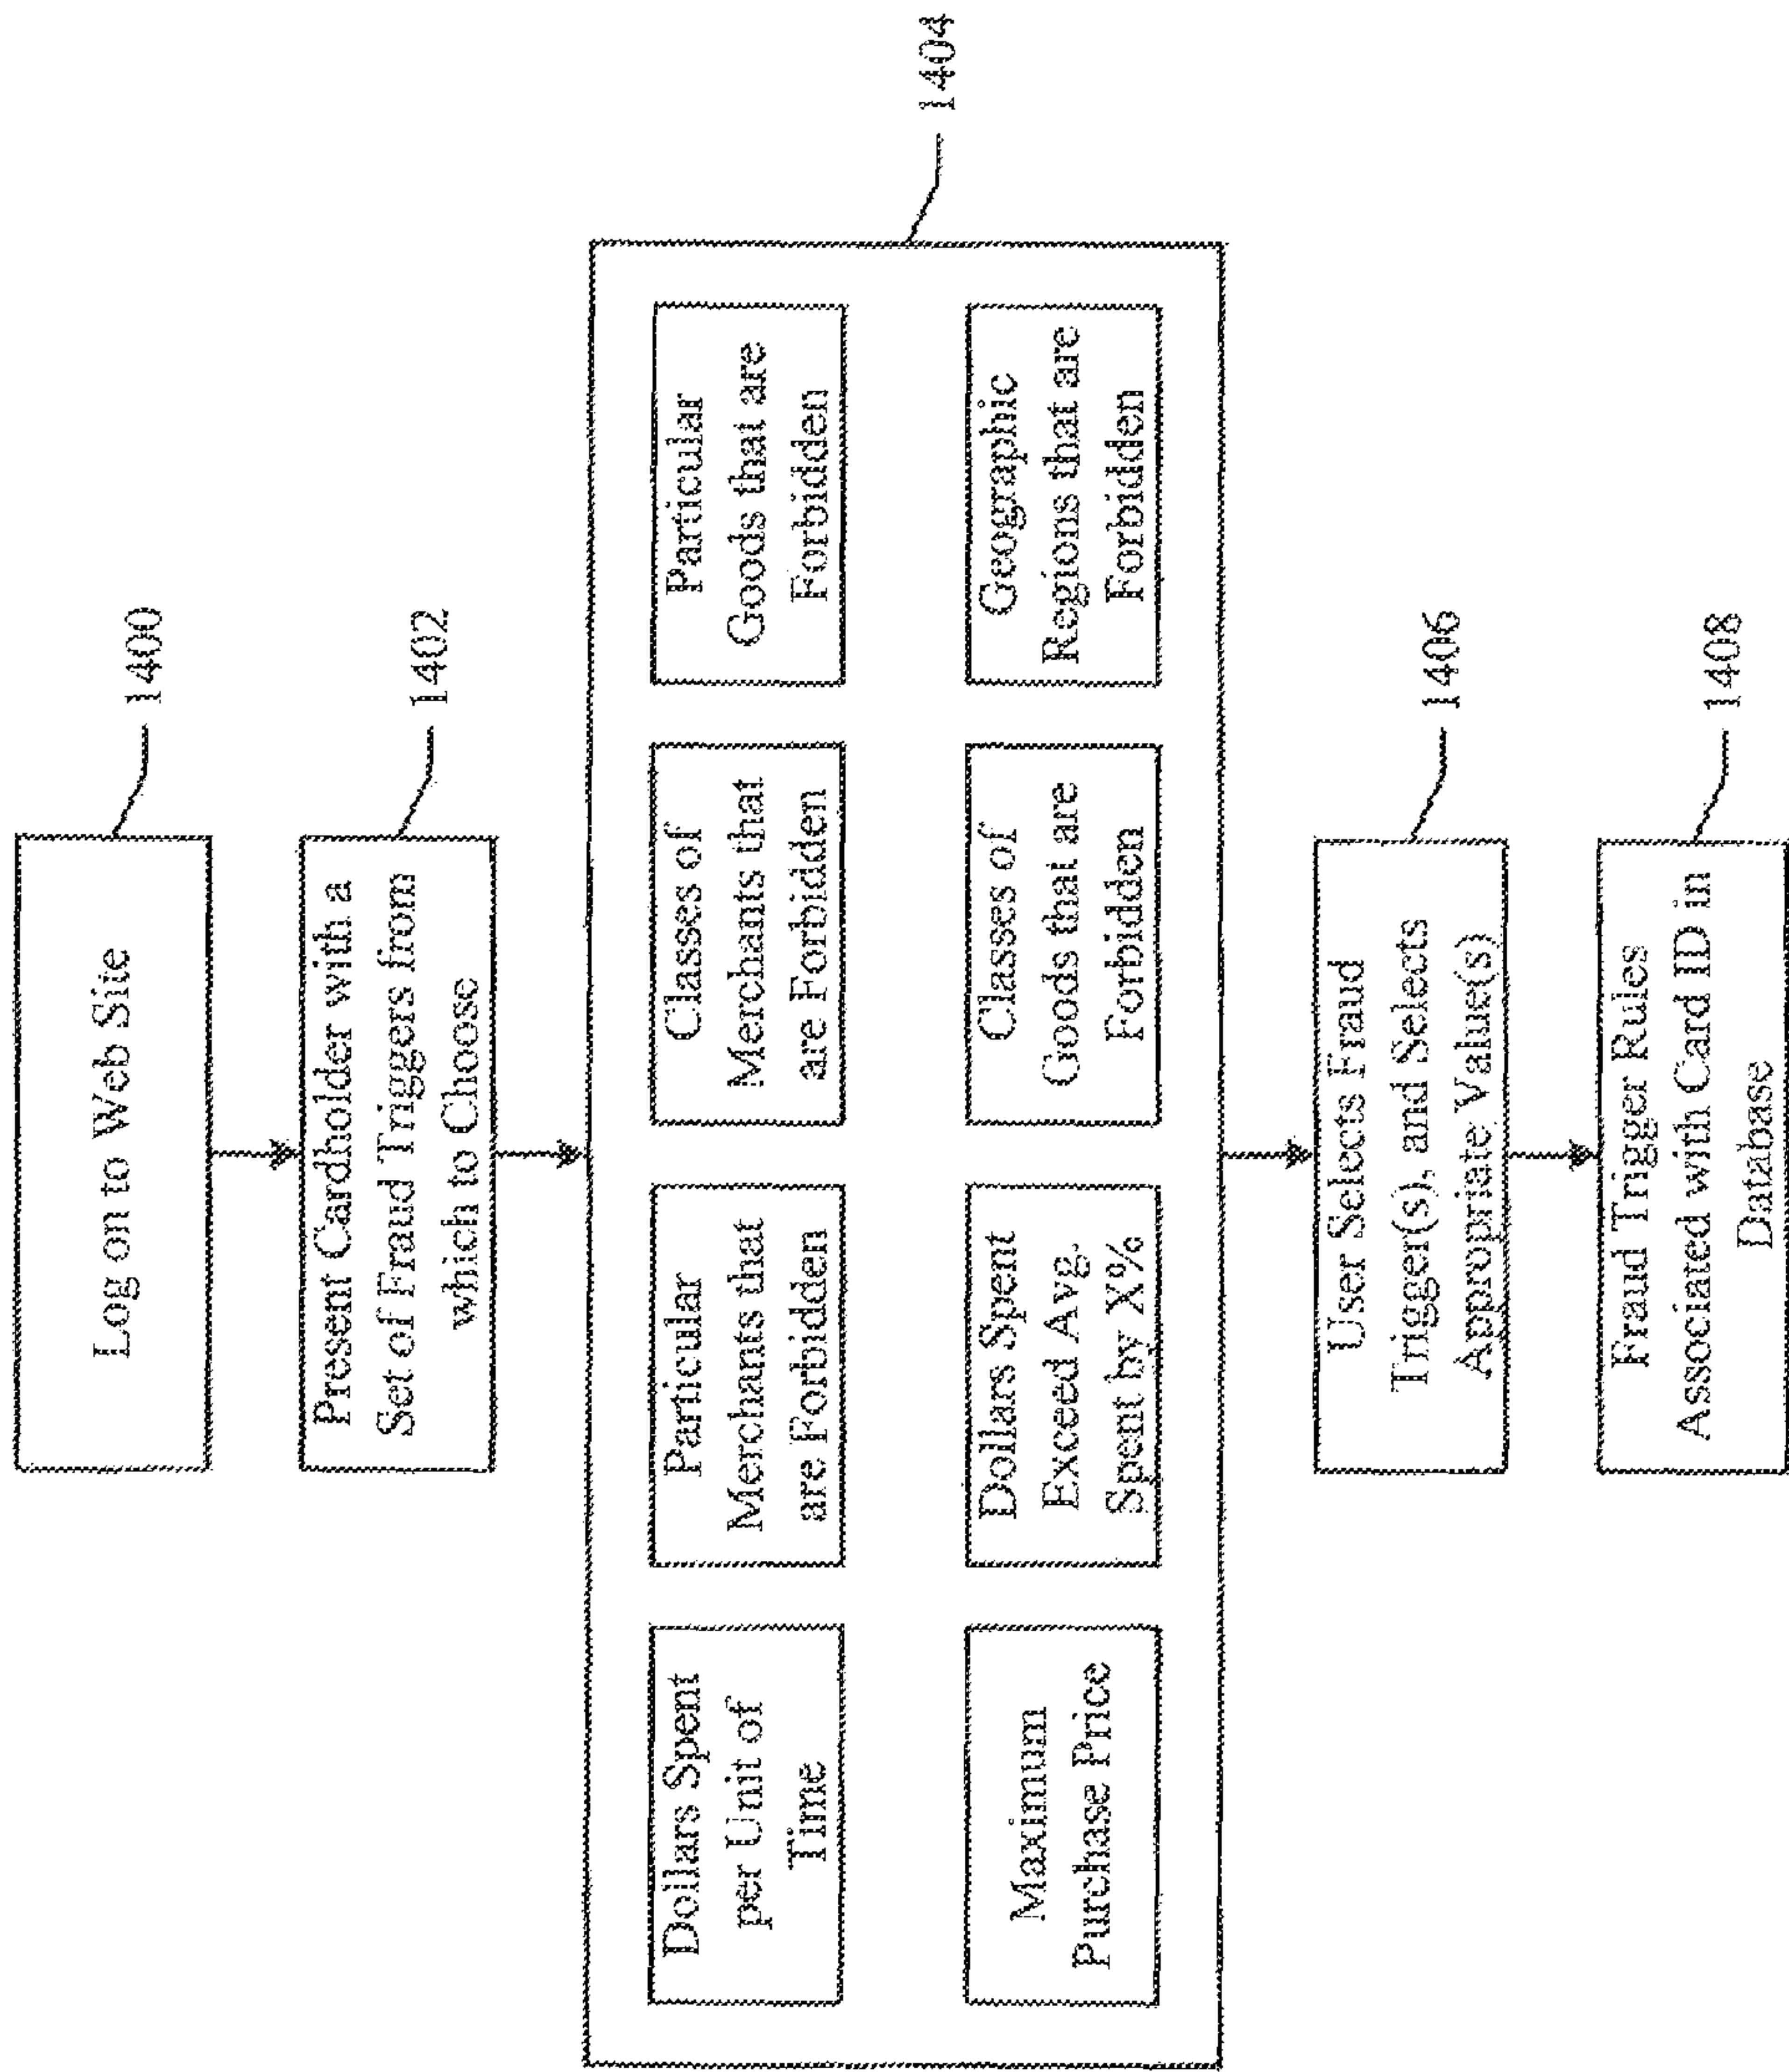 Log on to Web Site
1400
Present Cardholder with a
Set of Fraud Triggers from
which to Choose
1402
1404
Dollars Spent
per Unit of
Time
Particular
Merchants that
are Forbidden
Classes of
Merchants that
are Forbidden
Particular
Goods that are
Forbidden
Maximum
Purchase Price
Dollars Spent
Exceed Avg.
Spent by X%
Classes of
Goods that are
Forbidden
Geographic
Regions that are
Forbidden
User Selects Fraud
Trigger(s), and Selects
Appropriate Value(s)
1406
Fraud Trigger Rules
Associated with Card ID in
Database
1408